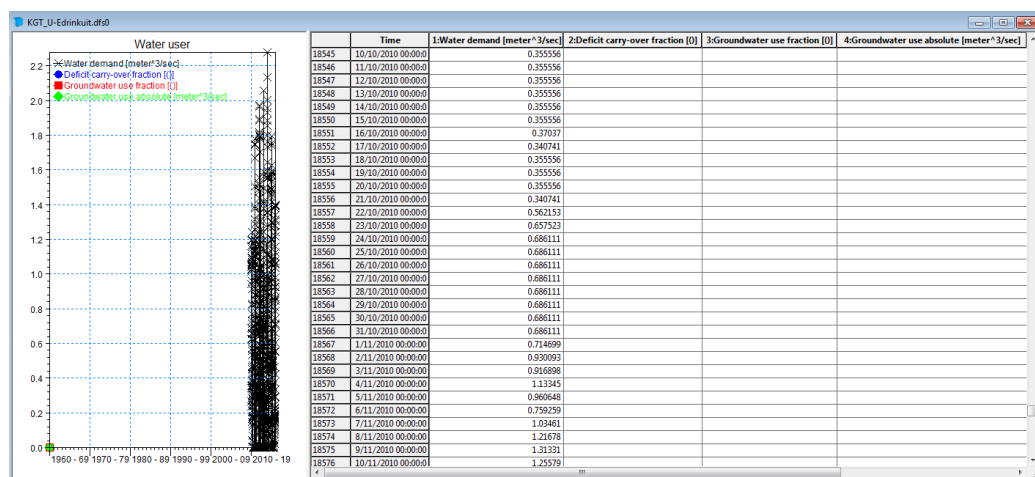 KGT_U-Edrinkuit.dfs0
Water user
Water demand [meter^3/sec]
Deficit carry-over fraction [()]
Groundwater use fraction [()]
Groundwater use absolute [meter^3/sec]
2.2
2.0
1.8
1.6
1.4
1.2
1.0
0.8
0.6
0.4
0.2
0.0
1960 - 69 1970 - 79 1980 - 89 1990 - 99 2000 - 09 2010 - 19
Time 1:Water demand [meter^3/sec] 2:Deficit carry-over fraction [()] 3:Groundwater use fraction [()] 4:Groundwater use absolute [meter^3/sec]
18545 10/10/2010 00:00:0 0.355556
18546 11/10/2010 00:00:0 0.355556
18547 12/10/2010 00:00:0 0.355556
18548 13/10/2010 00:00:0 0.355556
18549 14/10/2010 00:00:0 0.355556
18550 15/10/2010 00:00:0 0.355556
18551 16/10/2010 00:00:0 0.37037
18552 17/10/2010 00:00:0 0.340741
18553 18/10/2010 00:00:0 0.355556
18554 19/10/2010 00:00:0 0.355556
18555 20/10/2010 00:00:0 0.355556
18556 21/10/2010 00:00:0 0.340741
18557 22/10/2010 00:00:0 0.562153
18558 23/10/2010 00:00:0 0.657523
18559 24/10/2010 00:00:0 0.686111
18560 25/10/2010 00:00:0 0.686111
18561 26/10/2010 00:00:0 0.686111
18562 27/10/2010 00:00:0 0.686111
18563 28/10/2010 00:00:0 0.686111
18564 29/10/2010 00:00:0 0.686111
18565 30/10/2010 00:00:0 0.686111
18566 31/10/2010 00:00:0 0.686111
18567 1/11/2010 00:00:00 0.714699
18568 2/11/2010 00:00:00 0.930093
18569 3/11/2010 00:00:00 0.916898
18570 4/11/2010 00:00:00 1.13345
18571 5/11/2010 00:00:00 0.960648
18572 6/11/2010 00:00:00 0.759259
18573 7/11/2010 00:00:00 1.03461
18574 8/11/2010 00:00:00 1.21678
18575 9/11/2010 00:00:00 1.31331
18576 10/11/2010 00:00:0 1.25579